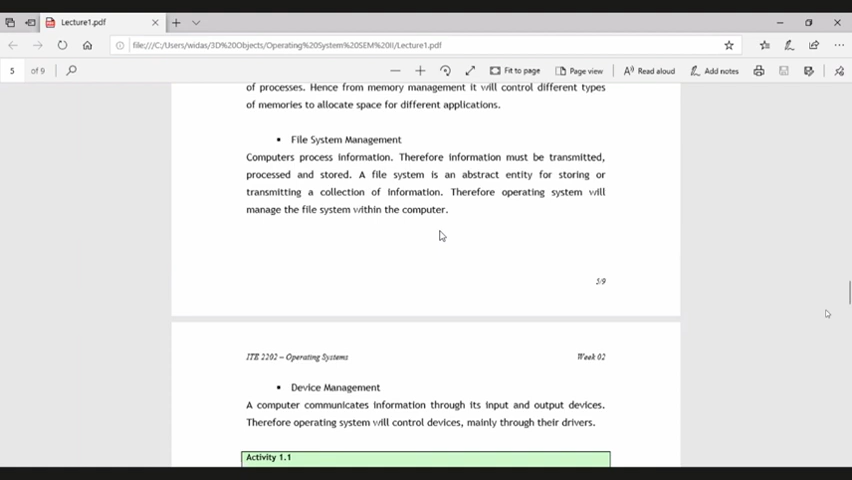 Lecture1.pdf
file:///C:/Users/widas/3D%20Objects/Operating%20System%20SEM%20II/Lecture1.pdf
5 of 9 Fit to page Page view Read aloud Add notes
of processes. Hence from memory management it will control different types
of memories to allocate space for different applications.
• File System Management
Computers process information. Therefore information must be transmitted,
processed and stored. A file system is an abstract entity for storing or
transmitting a collection of information. Therefore operating system will
manage the file system within the computer.
5/9
ITE 2202 – Operating Systems Week 02
• Device Management
A computer communicates information through its input and output devices.
Therefore operating system will control devices, mainly through their drivers.
Activity 1.1